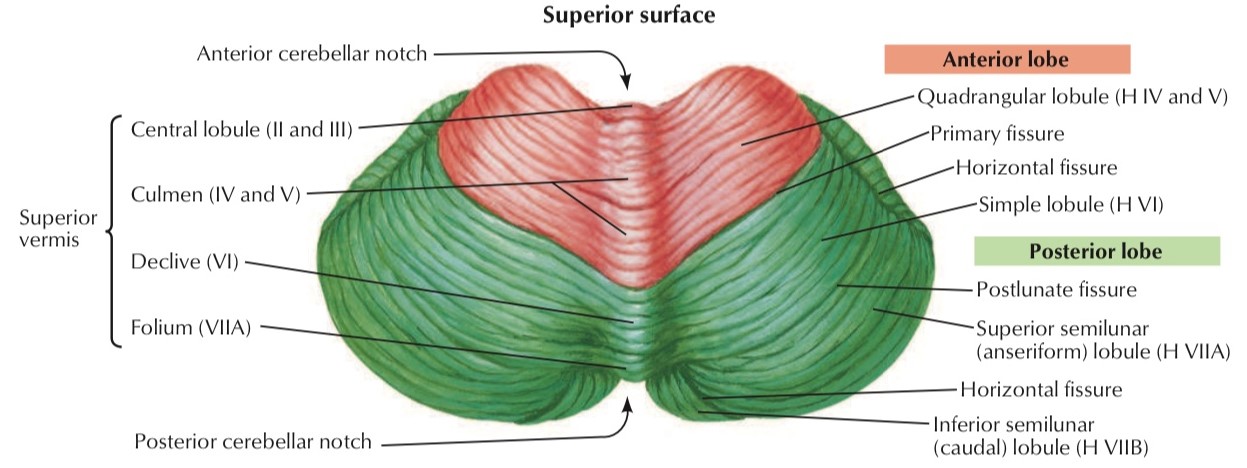 Superior surface
Anterior cerebellar notch
Central lobule (II and III)
Culmen (IV and V)
Superior
vermis
Declive (VI)
Folium (VIIA)
Posterior cerebellar notch
Anterior lobe
Quadrangular lobule (H IV and V)
Primary fissure
Horizontal fissure
Simple lobule (H VI)
Posterior lobe
Postlunate fissure
Superior semilunar
(anseriform) lobule (H VIIA)
Horizontal fissure
Inferior semilunar
(caudal) lobule (H VIIB)